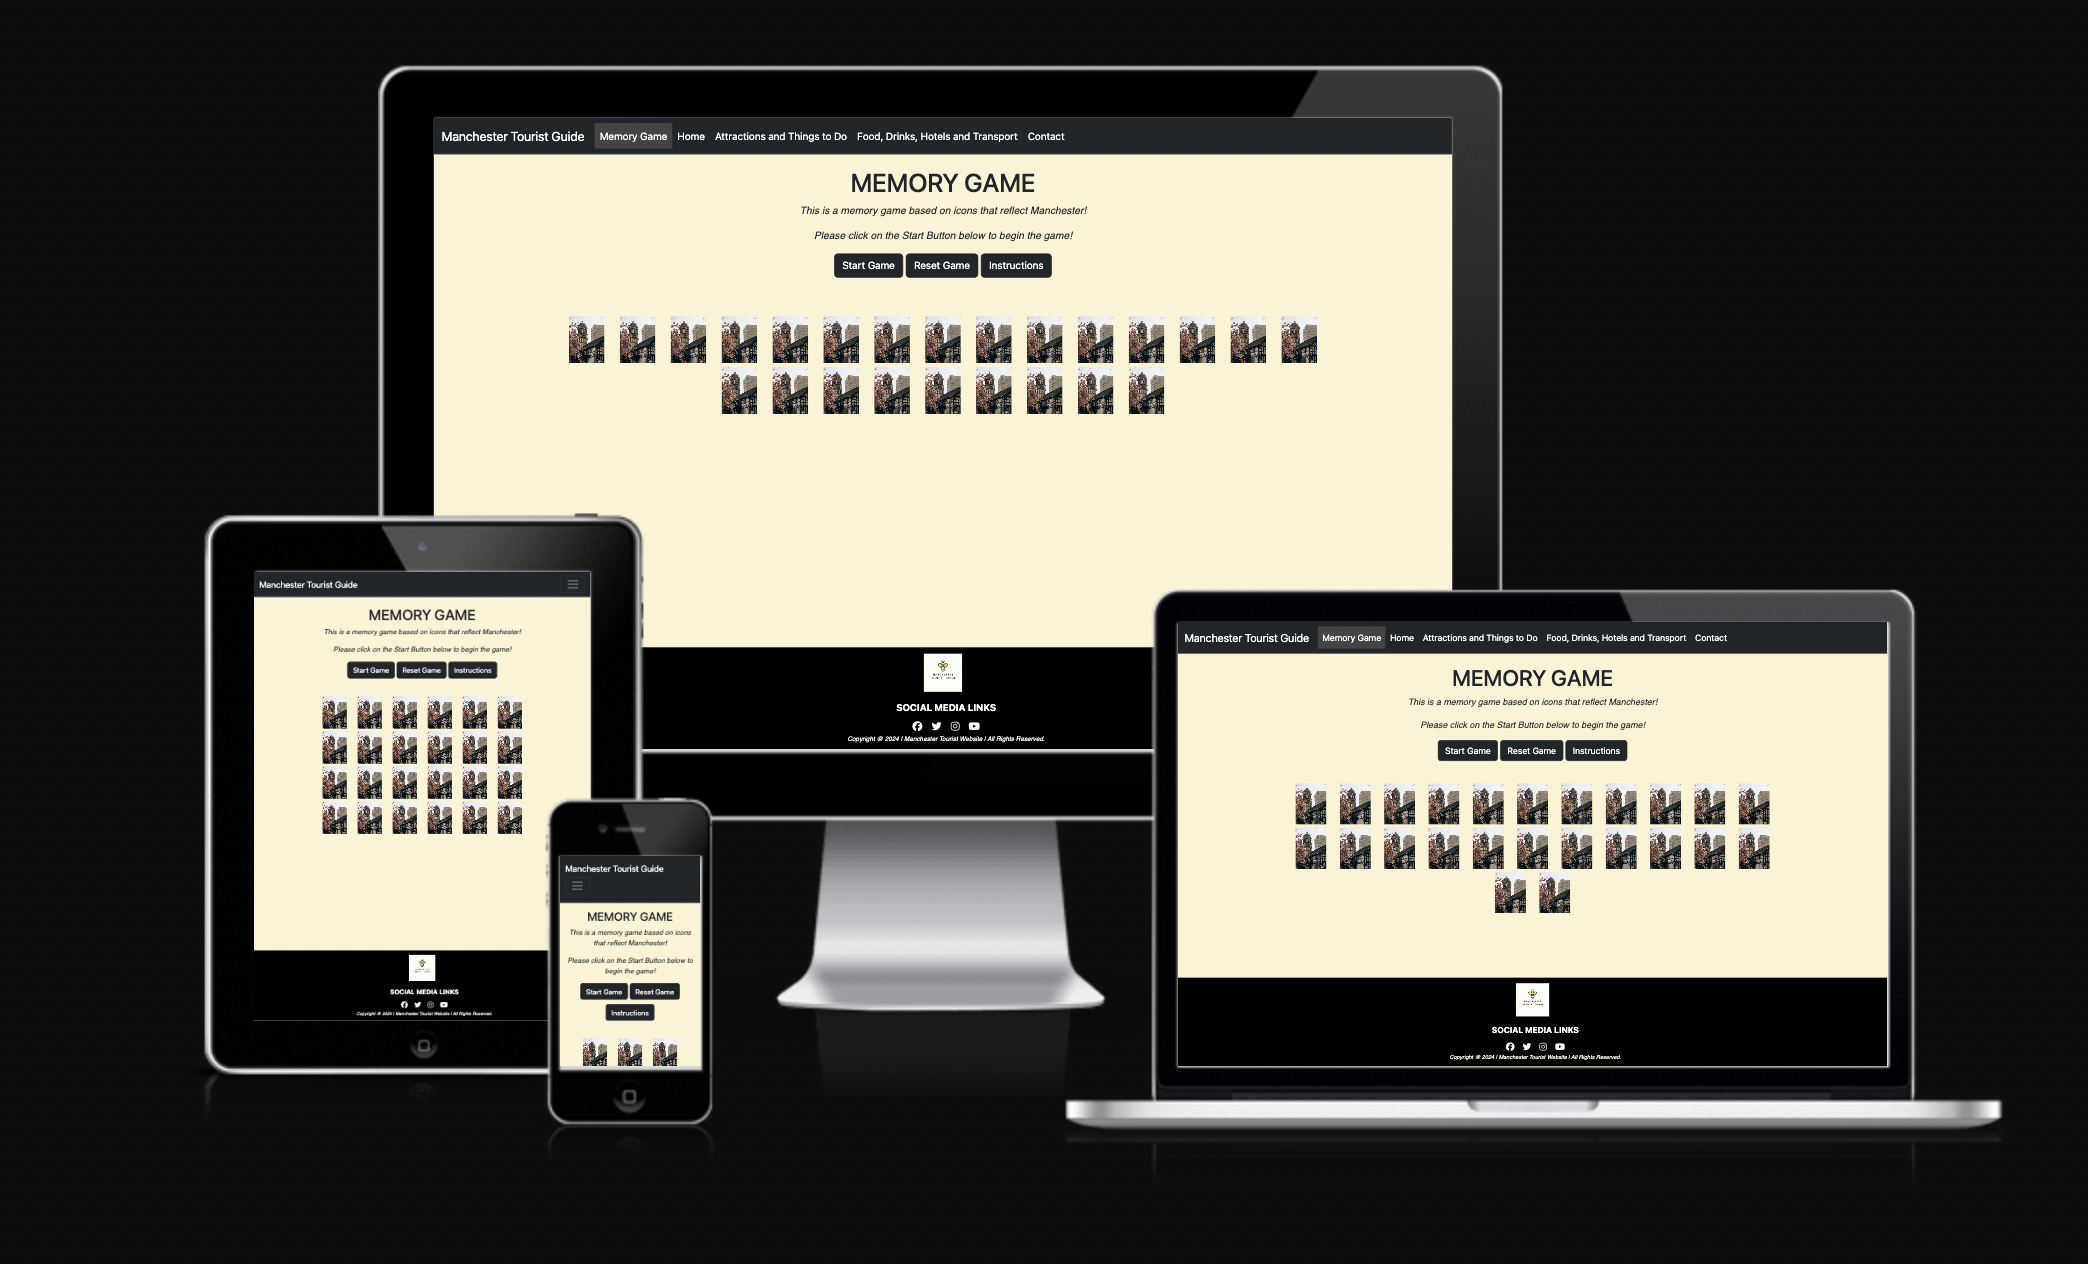 Manchester Tourist Guide Memory Game Home Attractions and Things to Do Food, Drinks, Hotels and Transport Contact
MEMORY GAME
This is a memory game based on icons that reflect Manchester!
Please click on the Start Button below to begin the game!
Start Game Reset Game Instructions
SOCIAL MEDIA LINKS
Copyright @ 2024 | Manchester Tourist Website | All Rights Reserved.
Manchester Tourist Guide
MEMORY GAME
This is a memory game based on icons that reflect Manchester!
Please click on the Start Button below to begin the game!
Start Game Reset Game Instructions
SOCIAL MEDIA LINKS
Copyright @ 2024 | Manchester Tourist Website | All Rights Reserved.
Manchester Tourist Guide
MEMORY GAME
This is a memory game based on icons
that reflect Manchester!
Please click on the Start Button below to
begin the game!
Start Game Reset Game
Instructions
Manchester Tourist Guide Memory Game Home Attractions and Things to Do Food, Drinks, Hotels and Transport Contact
MEMORY GAME
This is a memory game based on icons that reflect Manchester!
Please click on the Start Button below to begin the game!
Start Game Reset Game Instructions
SOCIAL MEDIA LINKS
Copyright @ 2024 | Manchester Tourist Website | All Rights Reserved.